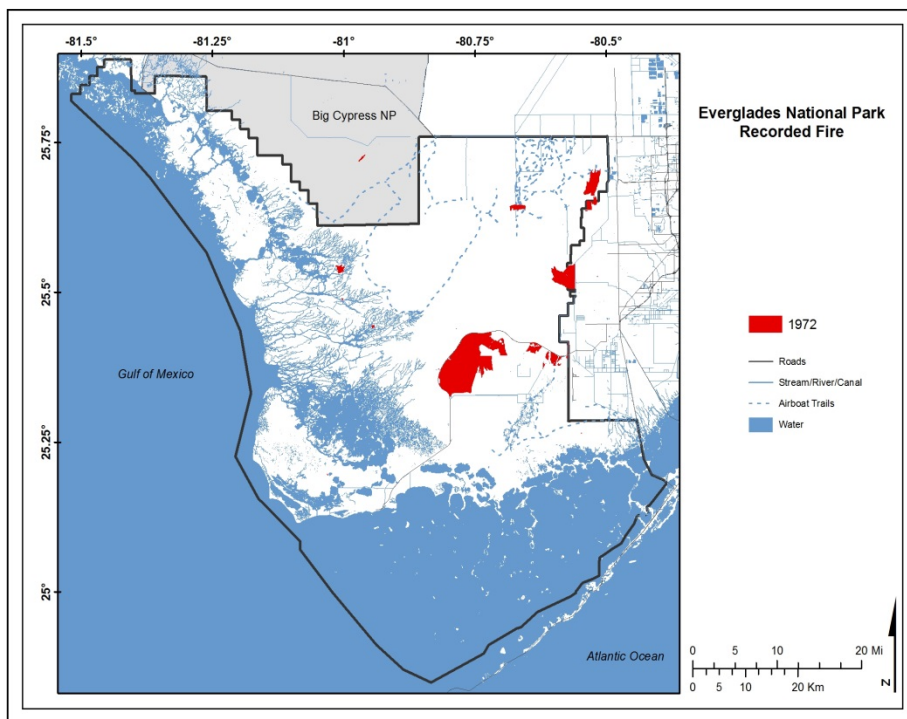 -81.5
-81.25
-81
-80.75
-80.5
Big Cypress NP
25.75°
25.5°
25.25°
25°
Gulf of Mexico
Atlantic Ocean
Everglades National Park
Recorded Fire
1972
Roads
Stream/River/Canal
Airboat Trails
Water
0 5 10 20 Mi
0 5 10 20 Km
N